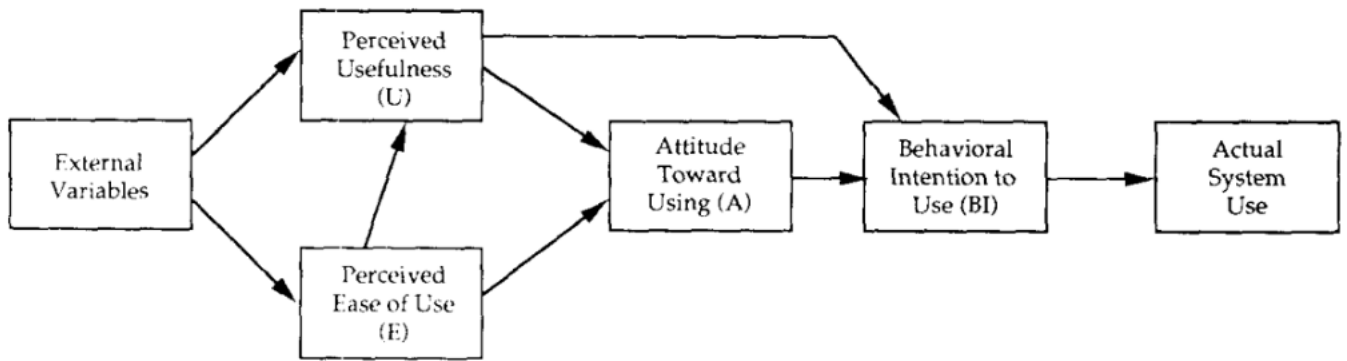 External
Variables
Perceived
Usefulness
(U)
Perceived
Ease of Use
(E)
Attitude
Toward
Using (A)
Behavioral
Intention to
Use (BI)
Actual
System
Use